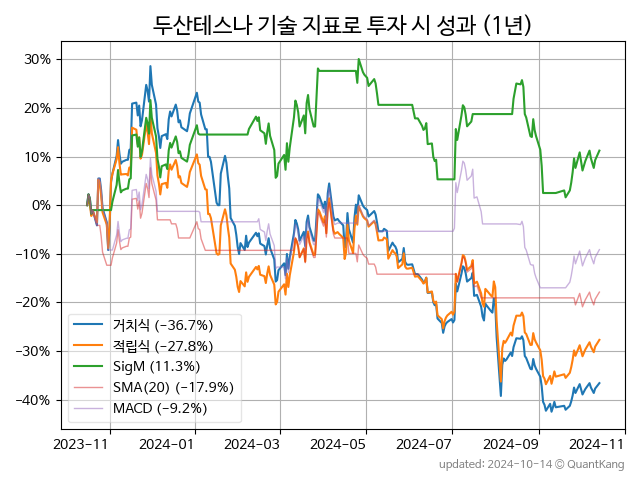 두산테스나 기술 지표로 투자 시 성과 (1년)
30%
20%
10%
0%
−10%
−20%
−30%
−40%
거치식 (−36.7%)
적립식 (−27.8%)
SigM (11.3%)
SMA(20) (−17.9%)
MACD (−9.2%)
2023-11
2024-01
2024-03
2024-05
2024-07
2024-09
2024-11
updated: 2024-10-14 © QuantKang